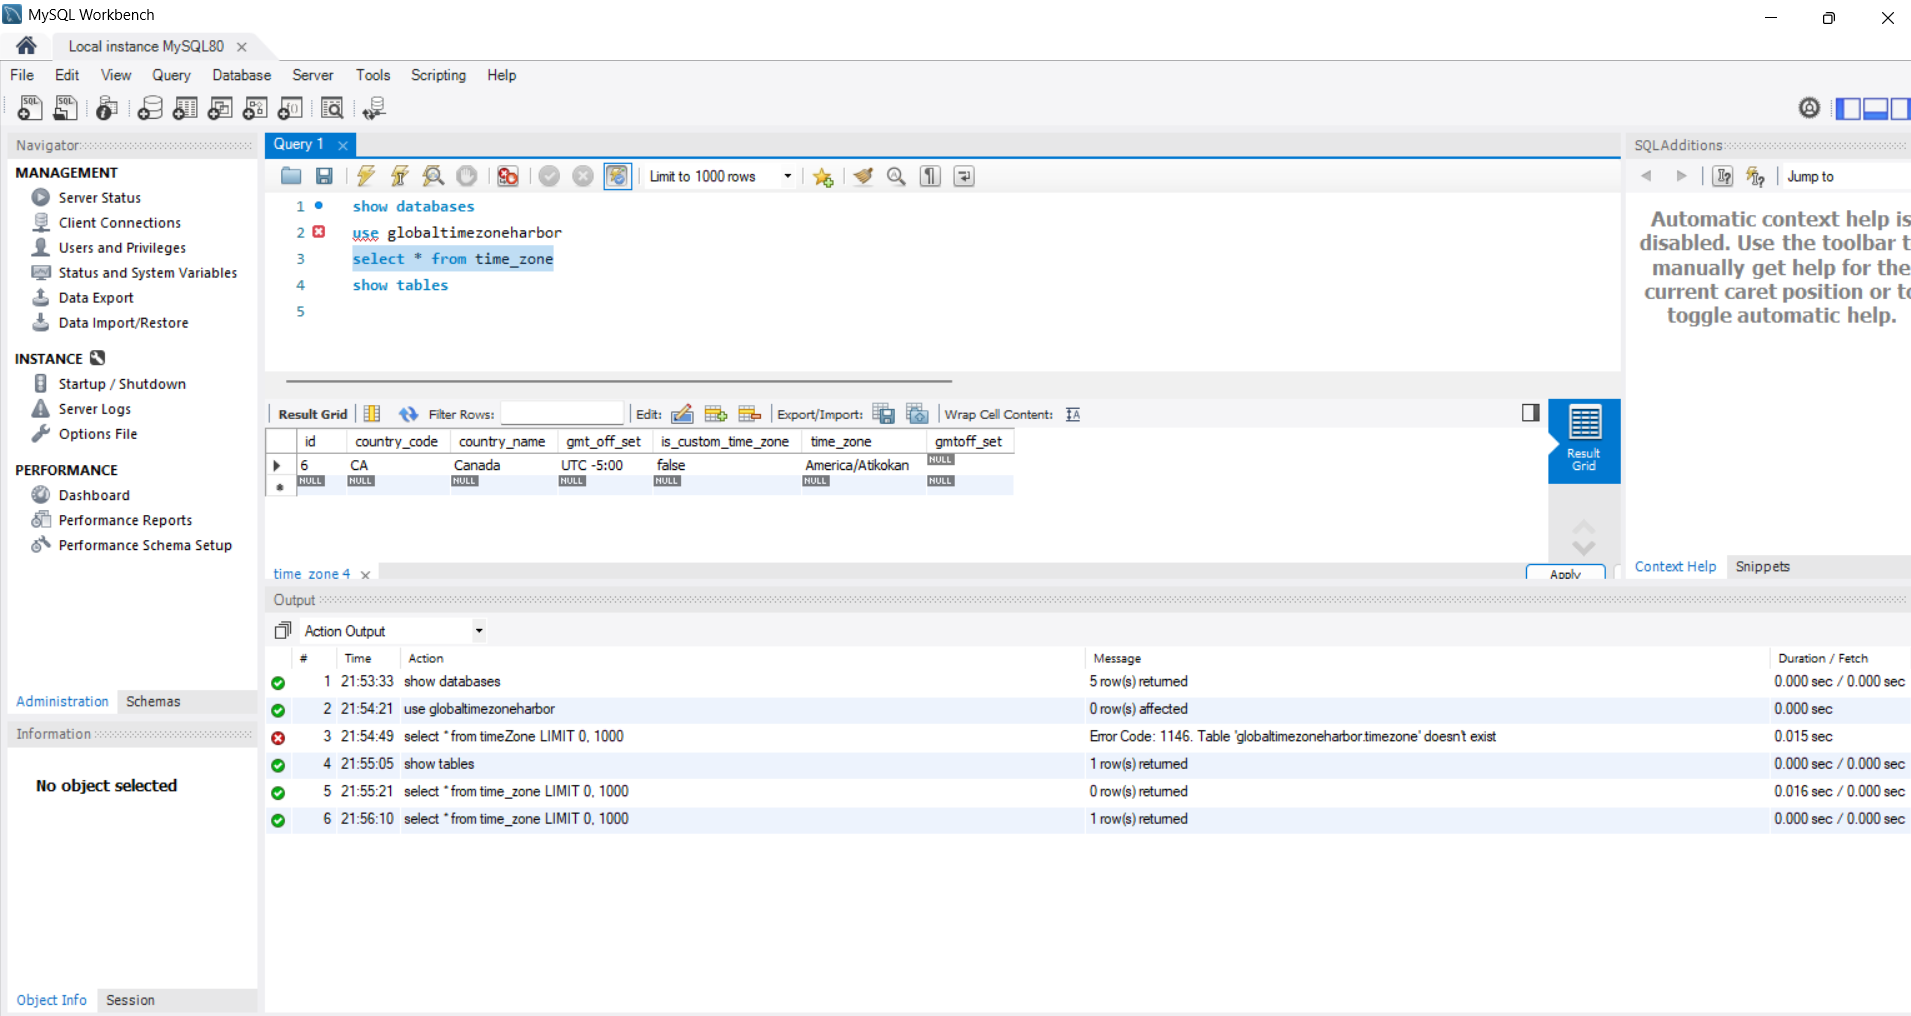 MySQL Workbench
Local instance MySQL80
File Edit View Query Database Server Tools Scripting Help
Navigator
MANAGEMENT
Server Status
Client Connections
Users and Privileges
Status and System Variables
Data Export
Data Import/Restore
INSTANCE
Startup / Shutdown
Server Logs
Options File
PERFORMANCE
Dashboard
Performance Reports
Performance Schema Setup
Administration Schemas
Information
No object selected
Object Info Session
Query 1
Limit to 1000 rows
1 show databases
2 use globaltimezoneharbor
3 select * from time_zone
4 show tables
5
Result Grid Filter Rows: Edit: Export/Import: Wrap Cell Content:
id country_code country_name gmt_off_set is_custom_time_zone time_zone gmtoff_set
6 CA Canada UTC -5:00 false America/Atikokan NULL
NULL NULL NULL NULL NULL NULL NULL
Result
Grid
time_zone 4
Apply
SQLAdditions
Jump to
Automatic context help is
disabled. Use the toolbar t
manually get help for the
current caret position or to
toggle automatic help.
Context Help Snippets
Output
Action Output
# Time Action Message Duration / Fetch
1 21:53:33 show databases 5 row(s) returned 0.000 sec / 0.000 sec
2 21:54:21 use globaltimezoneharbor 0 row(s) affected 0.000 sec
3 21:54:49 select * from timeZone LIMIT 0, 1000 Error Code: 1146. Table 'globaltimezoneharbor.timezone' doesn't exist 0.015 sec
4 21:55:05 show tables 1 row(s) returned 0.000 sec / 0.000 sec
5 21:55:21 select * from time_zone LIMIT 0, 1000 0 row(s) returned 0.016 sec / 0.000 sec
6 21:56:10 select * from time_zone LIMIT 0, 1000 1 row(s) returned 0.000 sec / 0.000 sec